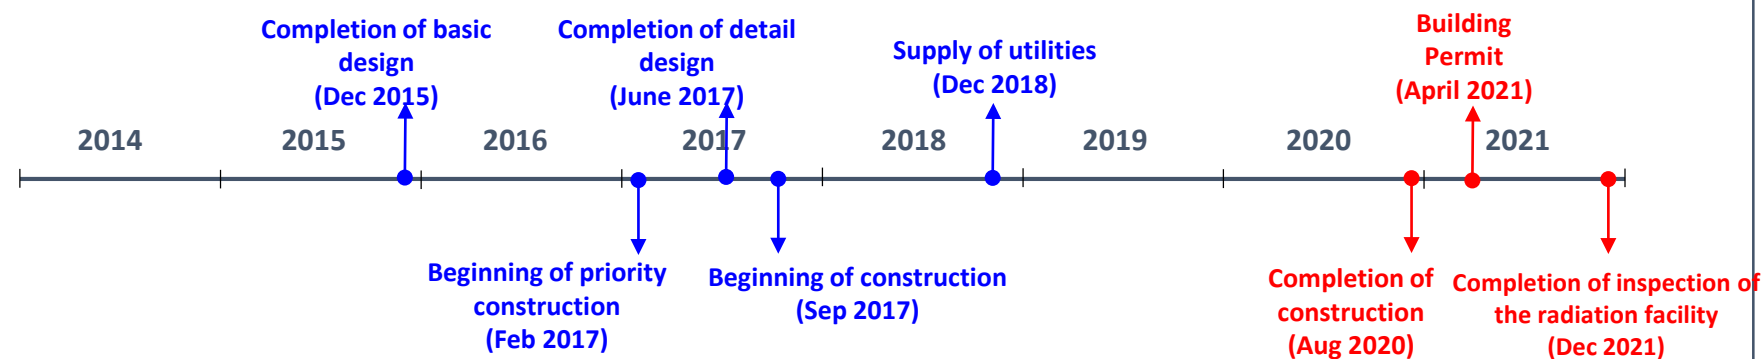 Completion of basic
design
(Dec 2015)
Completion of detail
design
(June 2017)
Supply of utilities
(Dec 2018)
Building
Permit
(April 2021)
2014
2015
2016
2017
2018
2019
2020
2021
Beginning of priority
construction
(Feb 2017)
Beginning of construction
(Sep 2017)
Completion of
construction
(Aug 2020)
Completion of inspection of
the radiation facility
(Dec 2021)